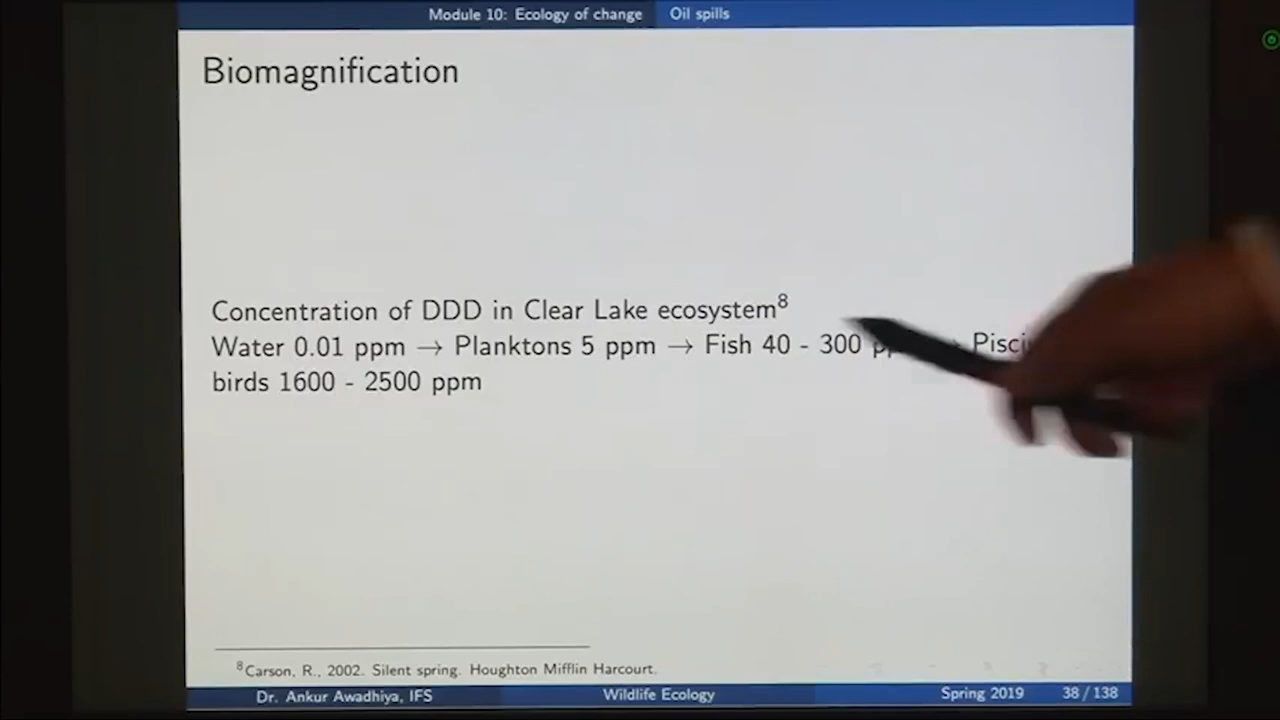 Module 10: Ecology of change Oil spills
Biomagnification
Concentration of DDD in Clear Lake ecosystem⁸
Water 0.01 ppm → Planktons 5 ppm → Fish 40 - 300
birds 1600 - 2500 ppm
⁸Carson, R., 2002. Silent spring. Houghton Mifflin Harcourt.
Dr. Ankur Awadhiya, IFS Wildlife Ecology Spring 2019 38 / 138